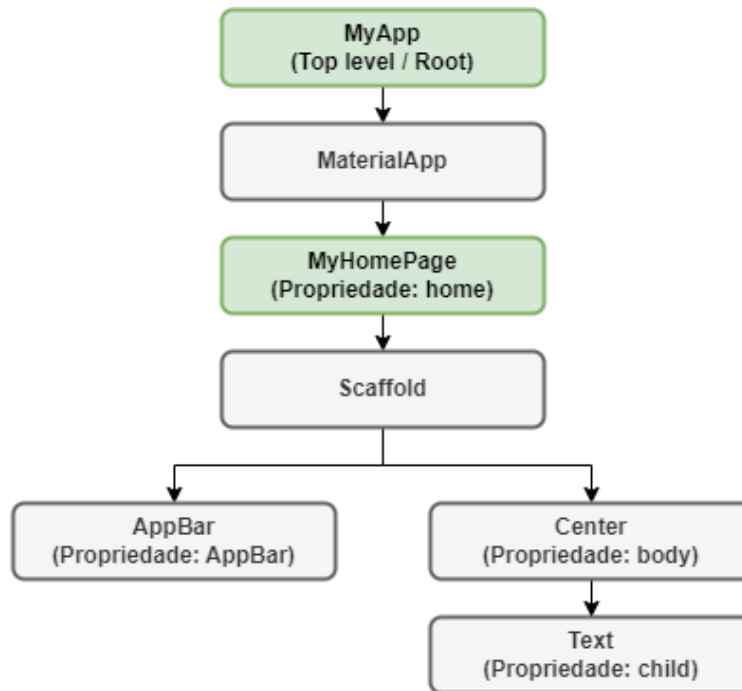 MyApp
(Top level / Root)
MaterialApp
MyHomePage
(Propriedade: home)
Scaffold
AppBar
(Propriedade: AppBar)
Center
(Propriedade: body)
Text
(Propriedade: child)